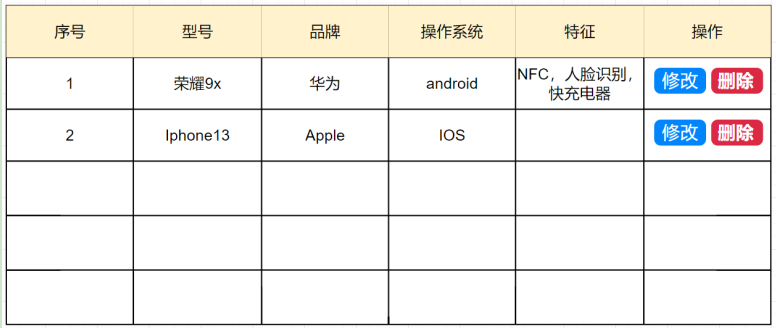 序号 型号 品牌 操作系统 特征 操作
1 荣耀9x 华为 android NFC，人脸识别， 修改 删除
快充电器
2 Iphone13 Apple IOS 修改 删除